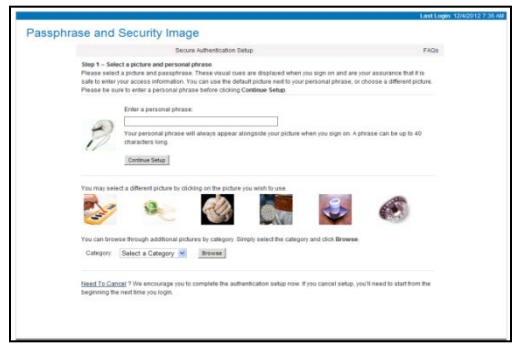 Last Login: 12/4/2012 7:36 AM
Passphrase and Security Image
Secure Authentication Setup
FAQs
Step 1 – Select a picture and personal phrase
Please select a picture and passphrase. These visual cues are displayed when you sign on and are your assurance that it is
safe to enter your access information. You can use the default picture next to your personal phrase, or choose a different picture.
Please be sure to enter a personal phrase before clicking Continue Setup.
Enter a personal phrase:
Your personal phrase will always appear alongside your picture when you sign on. A phrase can be up to 40
characters long.
Continue Setup
You may select a different picture by clicking on the picture you wish to use.
You can browse through additional pictures by category. Simply select the category and click Browse.
Category: Select a Category Browse
Need To Cancel ? We encourage you to complete the authentication setup now. If you cancel setup, you'll need to start from the
beginning the next time you login.